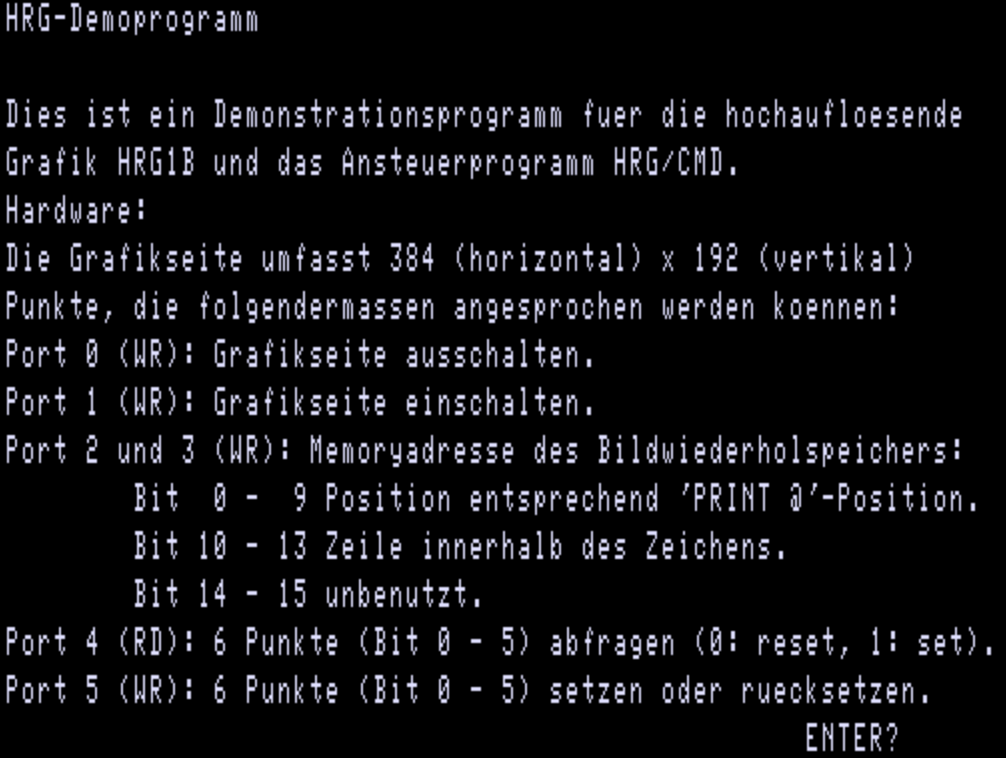 HRG-Demoprogramm
Dies ist ein Demonstrationsprogramm fuer die hochaufloesende
Grafik HRG1B und das Ansteuerprogramm HRG/CMD.
Hardware:
Die Grafikseite umfasst 384 (horizontal) x 192 (vertikal)
Punkte, die folgendermassen angesprochen werden koennen:
Port 0 (WR): Grafikseite ausschalten.
Port 1 (WR): Grafikseite einschalten.
Port 2 und 3 (WR): Memoryadresse des Bildwiederholspeichers:
Bit  0 -  9 Position entsprechend 'PRINT @'-Position.
Bit 10 - 13 Zeile innerhalb des Zeichens.
Bit 14 - 15 unbenutzt.
Port 4 (RD): 6 Punkte (Bit 0 - 5) abfragen (0: reset, 1: set).
Port 5 (WR): 6 Punkte (Bit 0 - 5) setzen oder ruecksetzen.
ENTER?